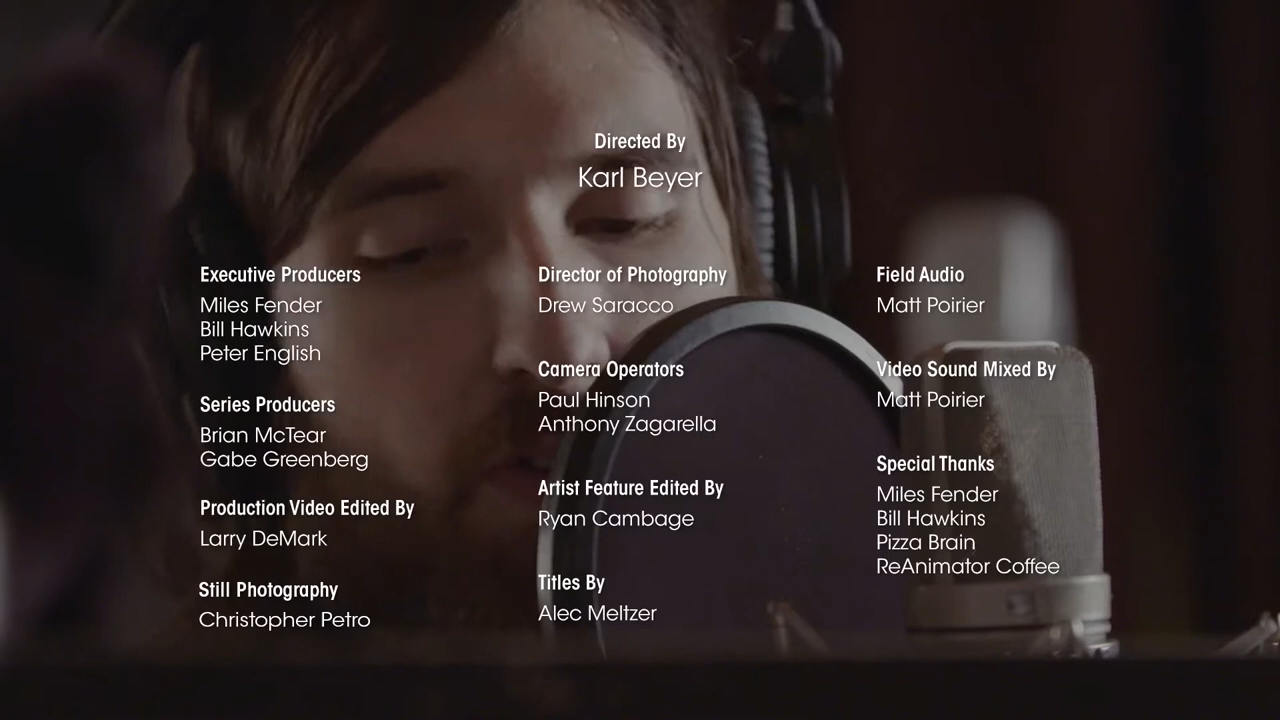 Directed By
Karl Beyer
Executive Producers
Miles Fender
Bill Hawkins
Peter English
Series Producers
Brian McTear
Gabe Greenberg
Production Video Edited By
Larry DeMark
Still Photography
Christopher Petro
Director of Photography
Drew Saracco
Camera Operators
Paul Hinson
Anthony Zagarella
Artist Feature Edited By
Ryan Cambage
Titles By
Alec Meltzer
Field Audio
Matt Poirier
Video Sound Mixed By
Matt Poirier
Special Thanks
Miles Fender
Bill Hawkins
Pizza Brain
ReAnimator Coffee